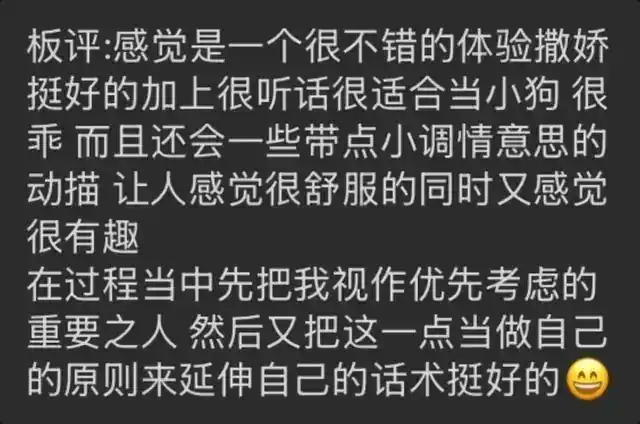 板评:感觉是一个很不错的体验撒娇
挺好的加上很听话很适合当小狗 很
乖 而且还会一些带点小调情意思的
动描 让人感觉很舒服的同时又感觉
很有趣
在过程当中先把我视作优先考虑的
重要之人 然后又把这一点当做自己
的原则来延伸自己的话术挺好的😄